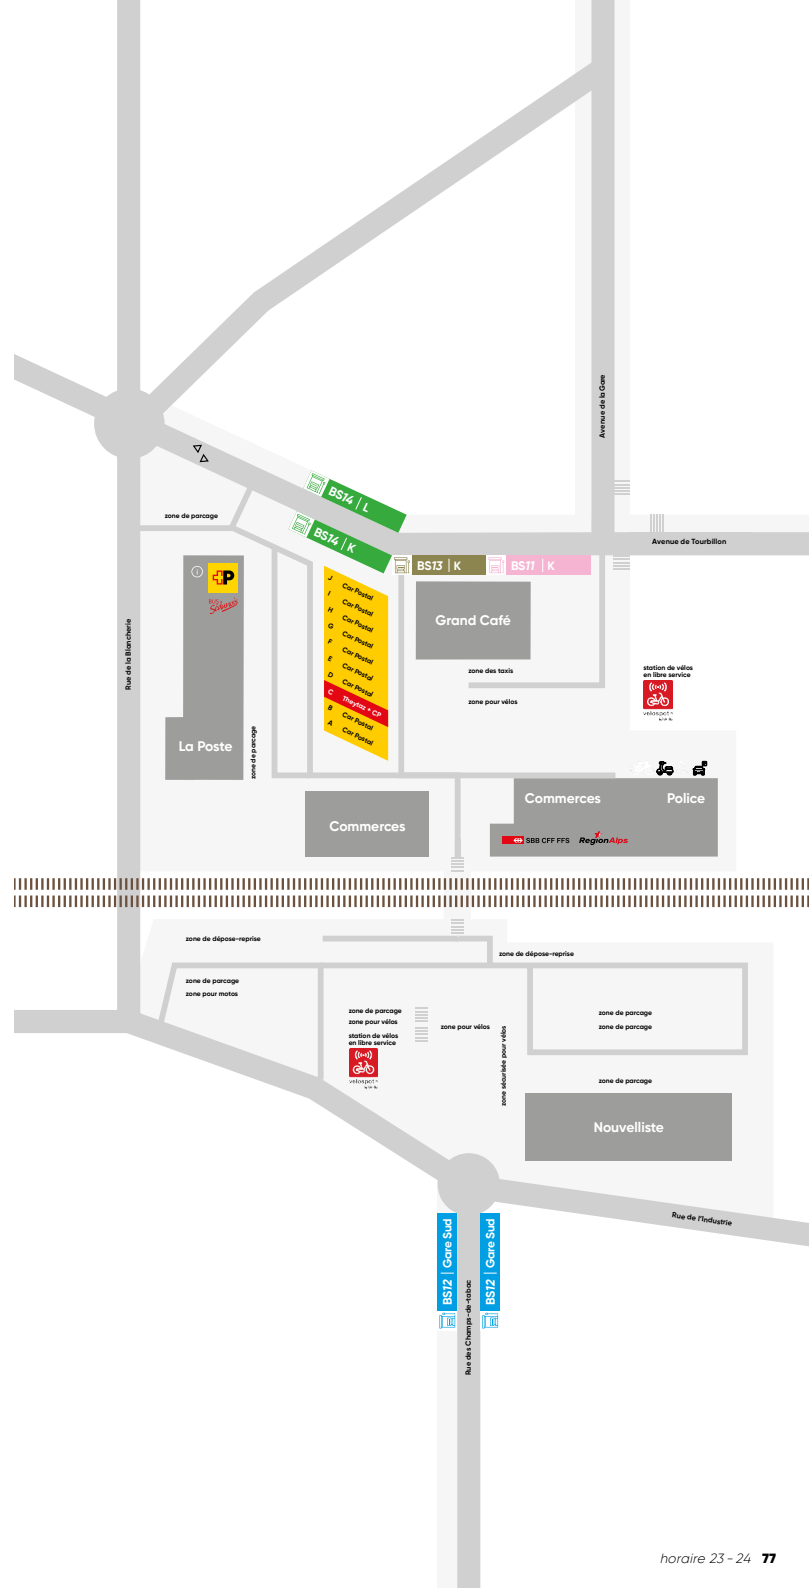 Avenue de la Gare
BS14 | L
zone de parcage
BS14 | K
Avenue de Tourbillon
BS13 | K
BS11 | K
i
P
BUS
Sédunois
Rue de la Blancherie
J Car Postal
I Car Postal
H Car Postal
G Car Postal
F Car Postal
E Car Postal
D Car Postal
C Theytaz + CP
B Car Postal
A Car Postal
Grand Café
zone des taxis
zone pour vélos
station de vélos
en libre service
velospot
La Poste
zone de parcage
Commerces
Commerces
Police
SBB CFF FFS
RegionAlps
zone de dépose-reprise
zone de dépose-reprise
zone de parcage
zone pour motos
zone de parcage
zone pour vélos
station de vélos
en libre service
velospot
zone pour vélos
zone sécurisée pour vélos
zone de parcage
zone de parcage
zone de parcage
Nouvelliste
Rue de l'Industrie
BS12 | Gare Sud
BS12 | Gare Sud
Rue des Champs-de-tabac
horaire 23 - 24 77